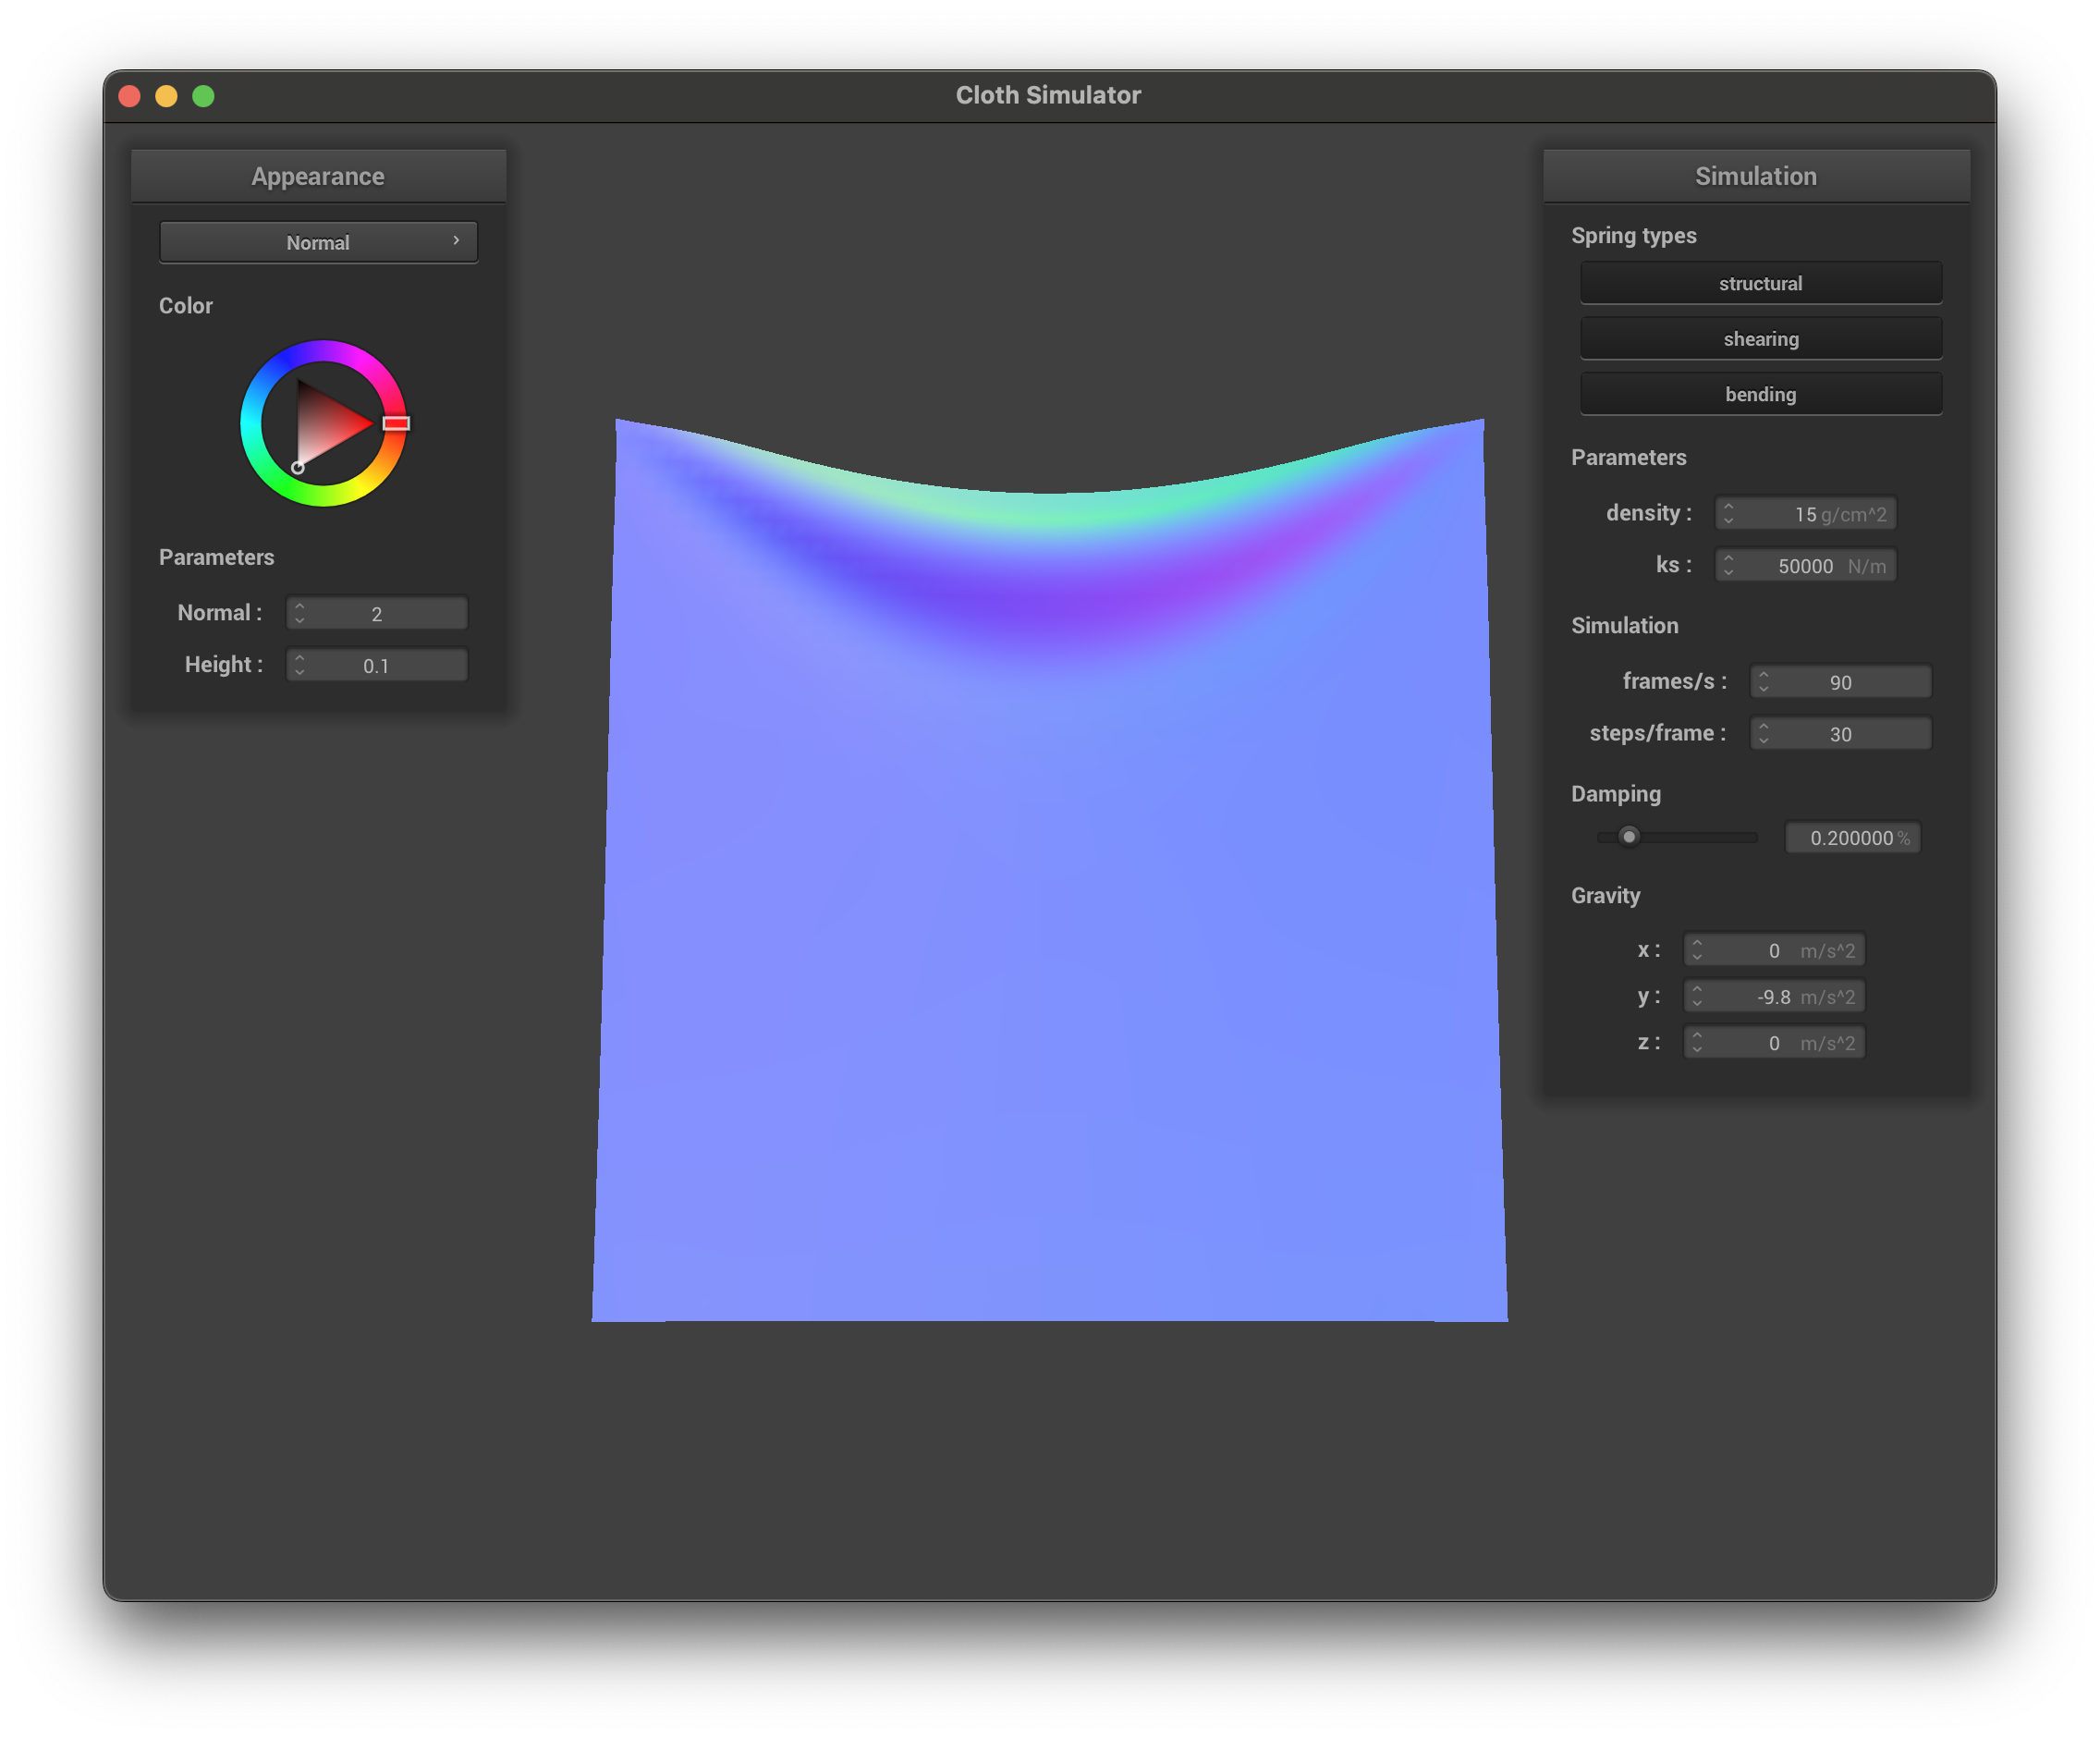 Cloth Simulator
Appearance
Normal
Color
Parameters
Normal : 2
Height : 0.1
Simulation
Spring types
structural
shearing
bending
Parameters
density : 15 g/cm^2
ks : 50000 N/m
Simulation
frames/s : 90
steps/frame : 30
Damping
0.200000 %
Gravity
x : 0 m/s^2
y : -9.8 m/s^2
z : 0 m/s^2